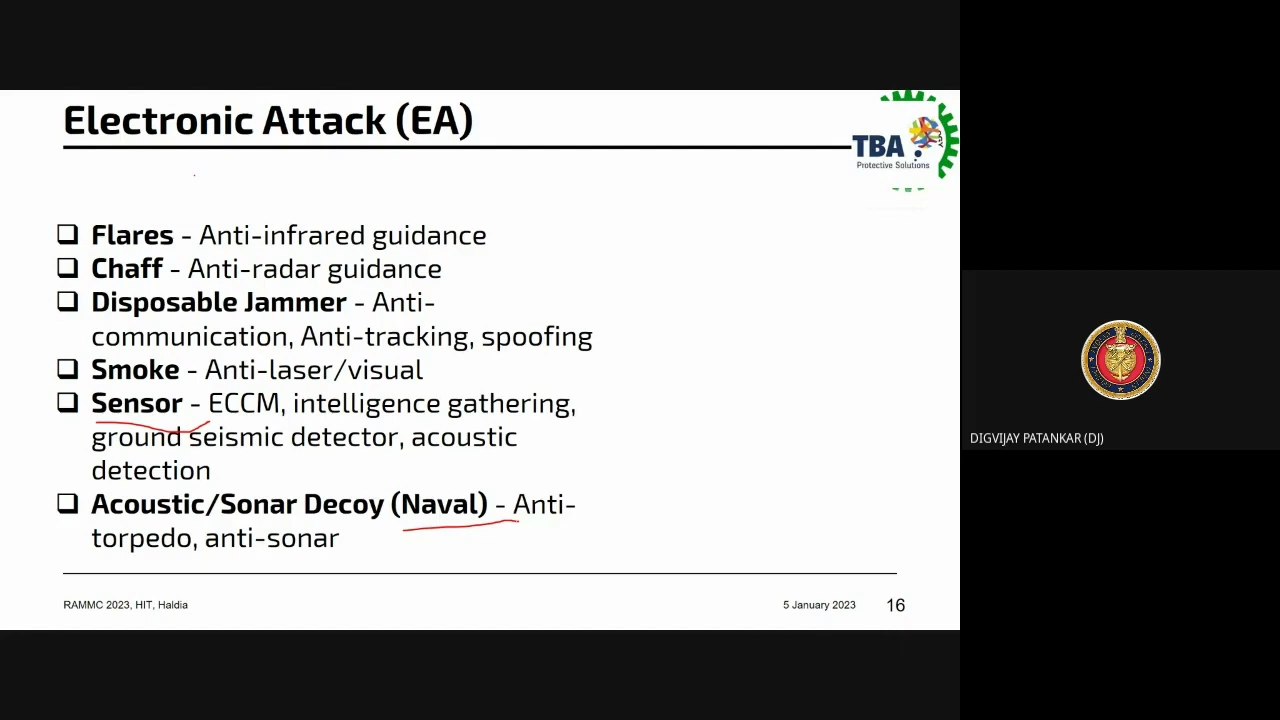 Electronic Attack (EA)
TBA
Protective Solutions
❑ Flares - Anti-infrared guidance
❑ Chaff - Anti-radar guidance
❑ Disposable Jammer - Anti-
communication, Anti-tracking, spoofing
❑ Smoke - Anti-laser/visual
❑ Sensor - ECCM, intelligence gathering,
ground seismic detector, acoustic
detection
❑ Acoustic/Sonar Decoy (Naval) - Anti-
torpedo, anti-sonar
RAMMC 2023, HIT, Haldia
5 January 2023
16
DIGVIJAY PATANKAR (DJ)